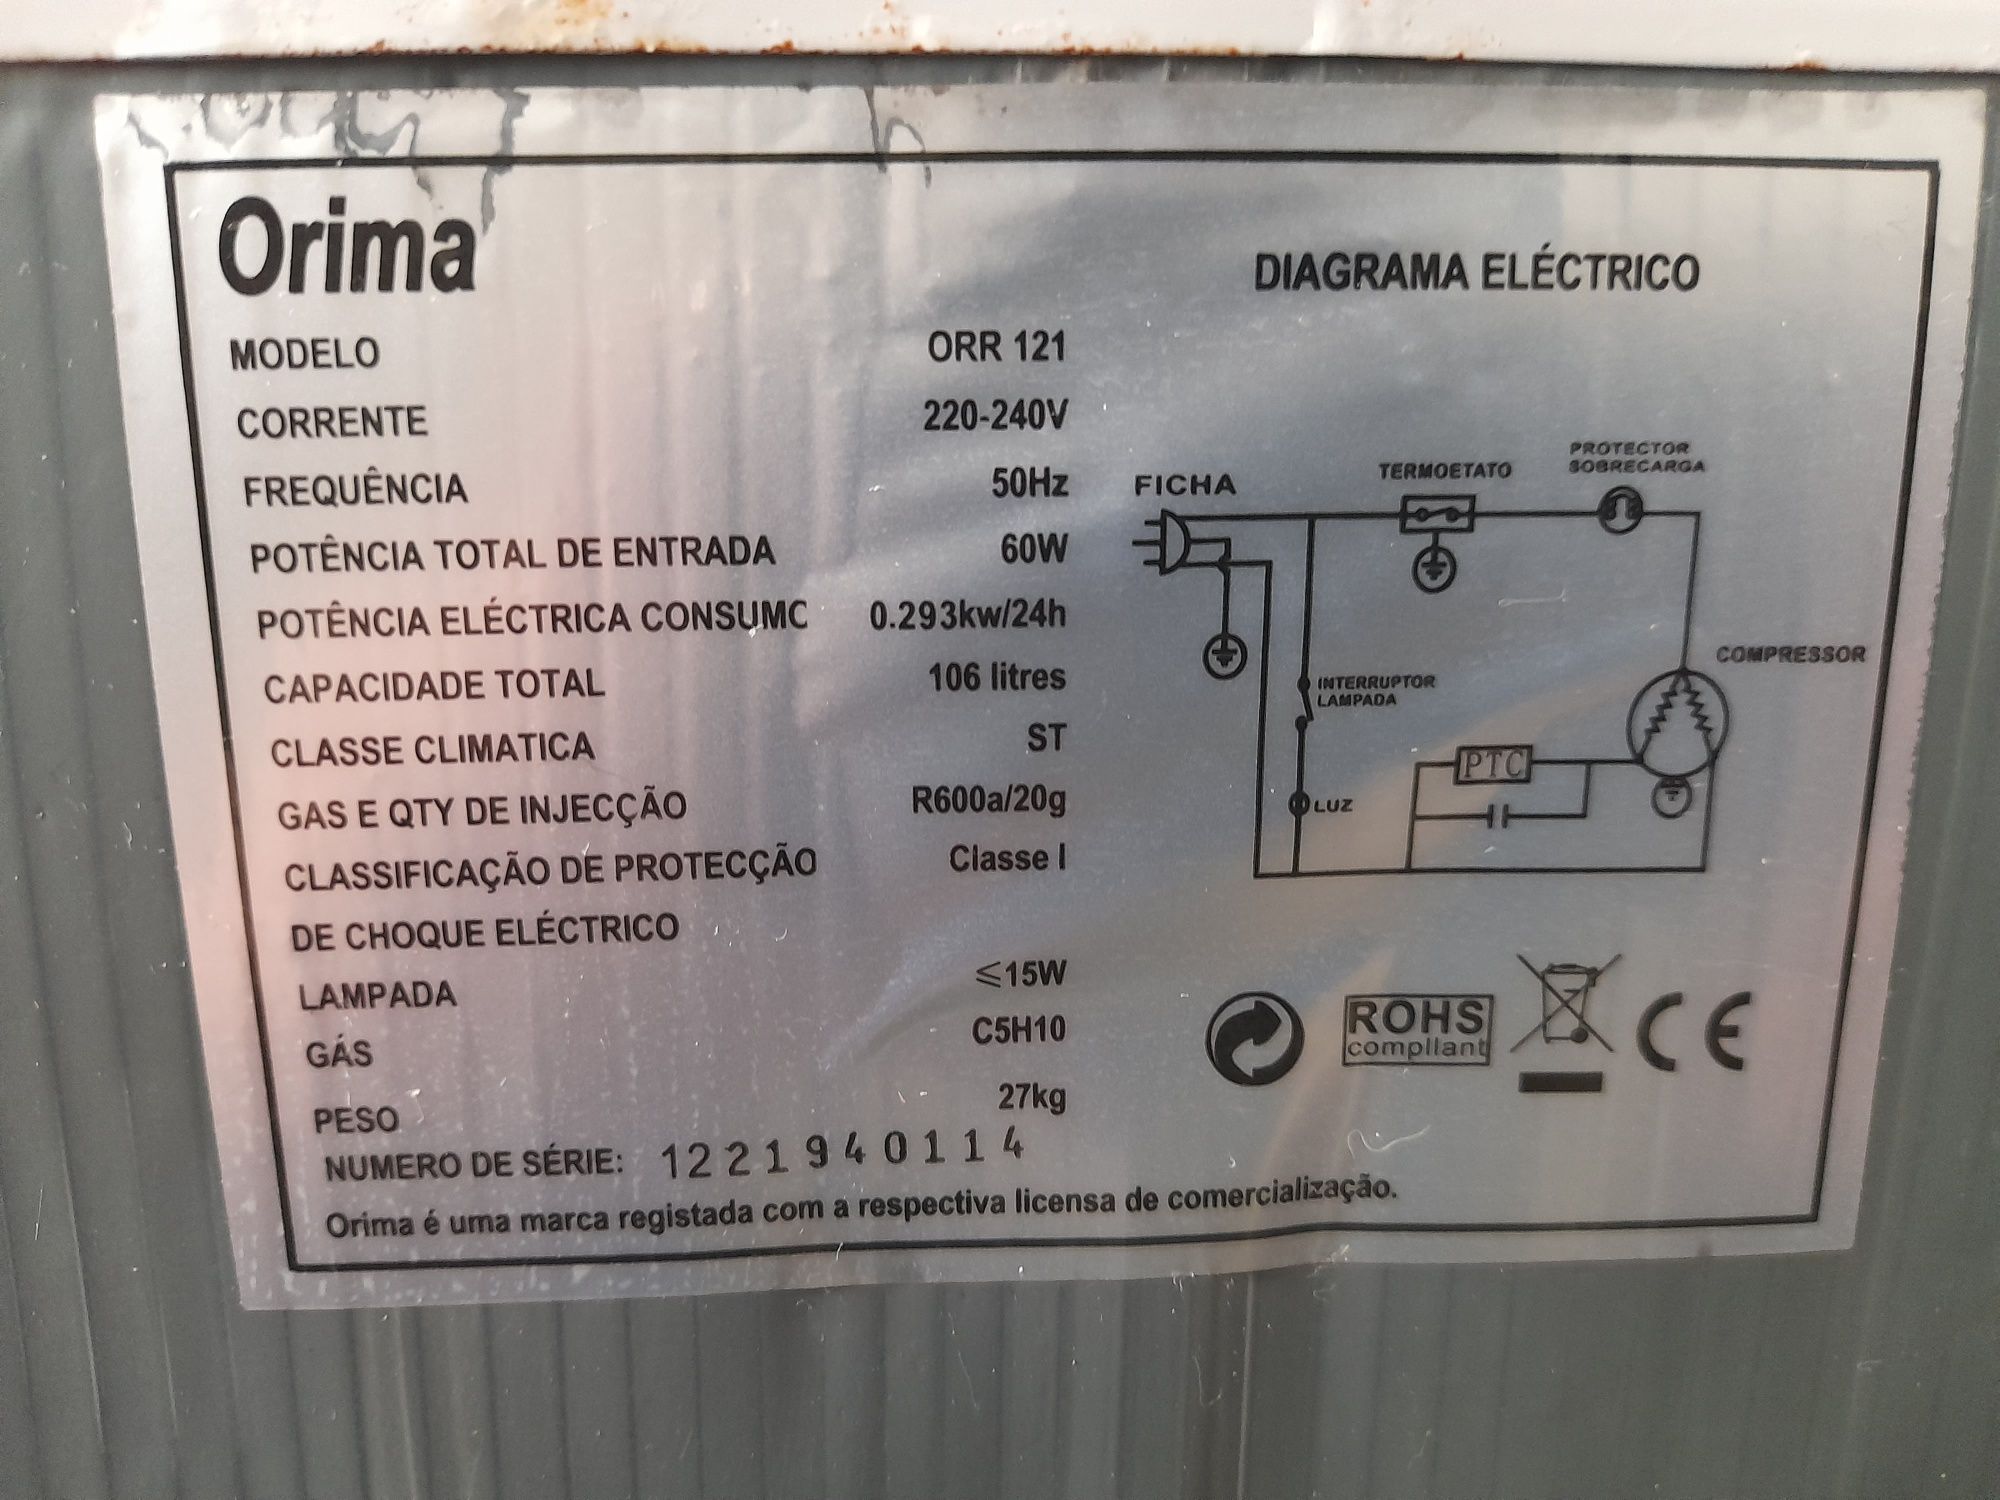 Orima
MODELO ORR 121
CORRENTE 220-240V
FREQUÊNCIA 50Hz
POTÊNCIA TOTAL DE ENTRADA 60W
POTÊNCIA ELÉCTRICA CONSUMO 0.293kw/24h
CAPACIDADE TOTAL 106 litres
CLASSE CLIMATICA ST
GAS E QTY DE INJECÇÃO R600a/20g
CLASSIFICAÇÃO DE PROTECÇÃO Classe I
DE CHOQUE ELÉCTRICO
LAMPADA ≤15W
GÁS C5H10
PESO 27kg
NUMERO DE SÉRIE: 1221940114
Orima é uma marca registada com a respectiva licensa de comercialização.
DIAGRAMA ELÉCTRICO
FICHA
TERMOETATO
PROTECTOR
SOBRECARGA
COMPRESSOR
INTERRUPTOR
LAMPADA
PTC
LUZ
ROHS
compliant
CE